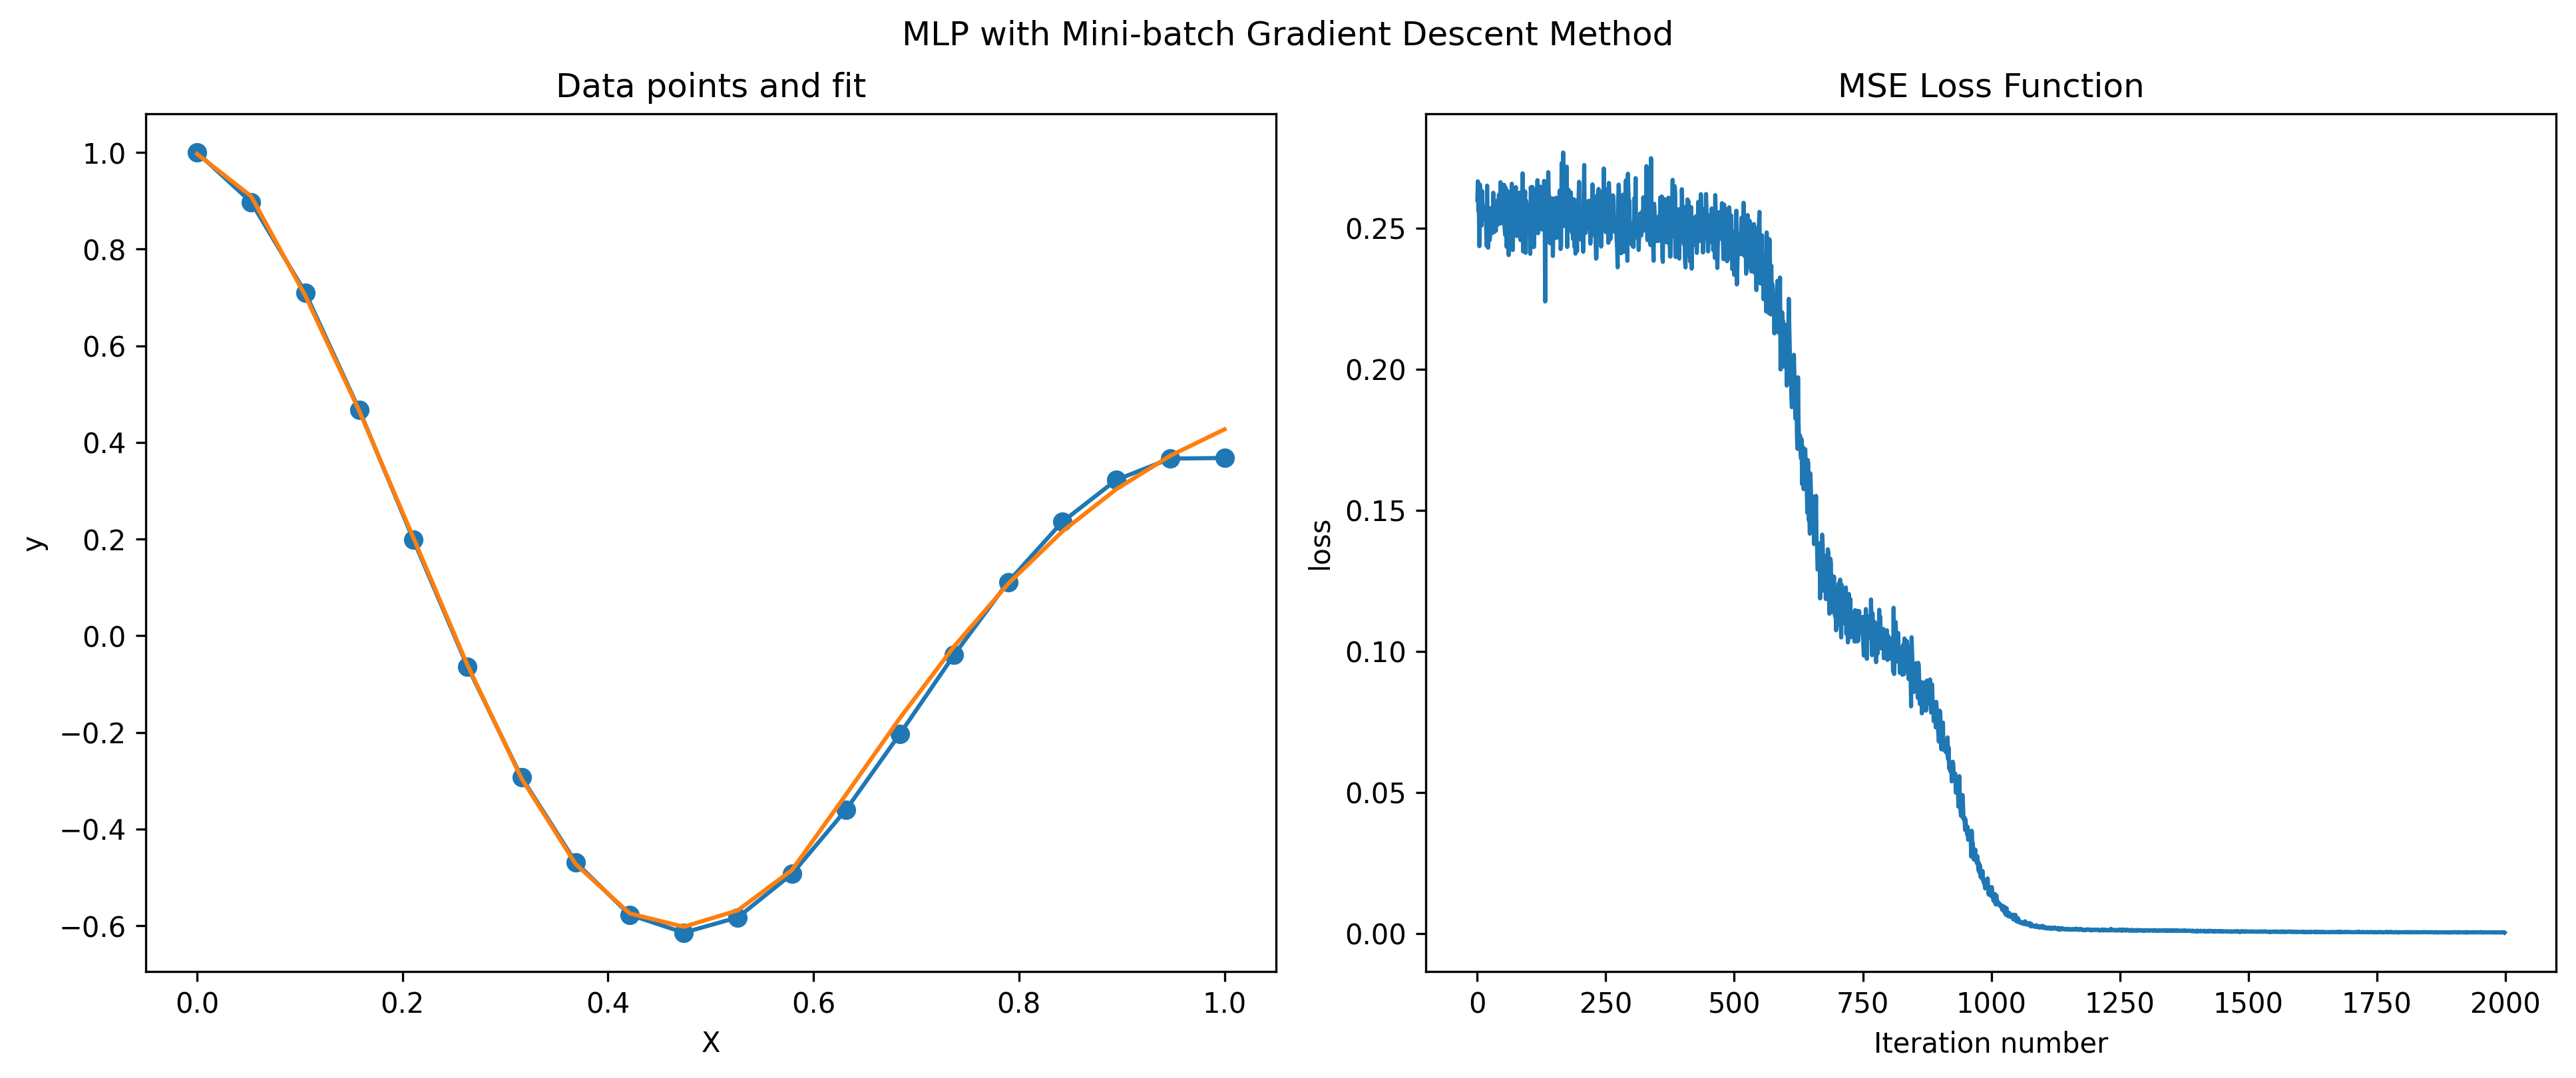 MLP with Mini-batch Gradient Descent Method
Data points and fit
1.0
0.8
0.6
0.4
0.2
0.0
−0.2
−0.4
−0.6
y
0.0 0.2 0.4 0.6 0.8 1.0
X
MSE Loss Function
0.25
0.20
0.15
0.10
0.05
0.00
loss
0 250 500 750 1000 1250 1500 1750 2000
Iteration number